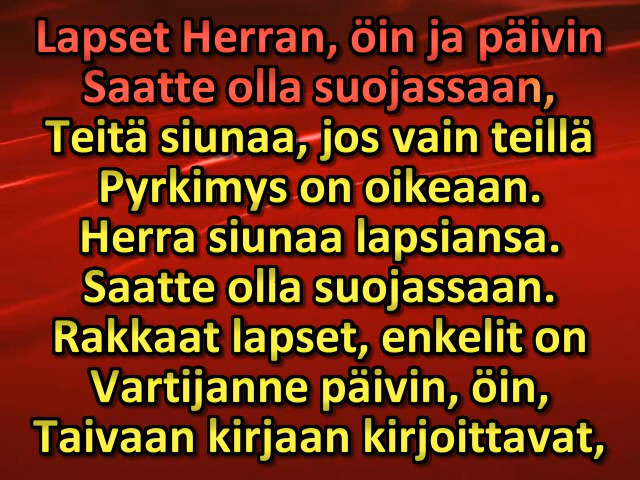 Lapset Herran, öin ja päivin
Saatte olla suojassaan,
Teitä siunaa, jos vain teillä
Pyrkimys on oikeaan.
Herra siunaa lapsiansa.
Saatte olla suojassaan.
Rakkaat lapset, enkelit on
Vartijanne päivin, öin,
Taivaan kirjaan kirjoittavat,